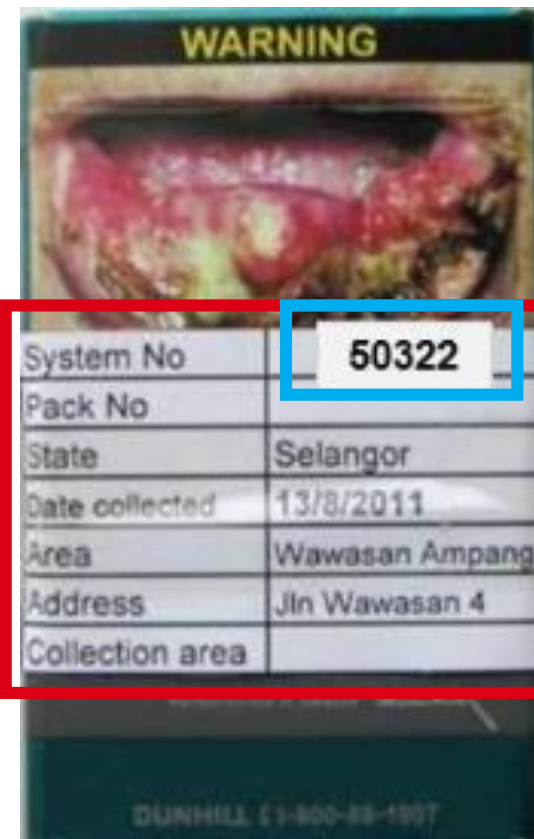 WARNING
System No 50322
Pack No
State Selangor
Date collected 13/8/2011
Area Wawasan Ampang
Address Jln Wawasan 4
Collection area
DUNHILL